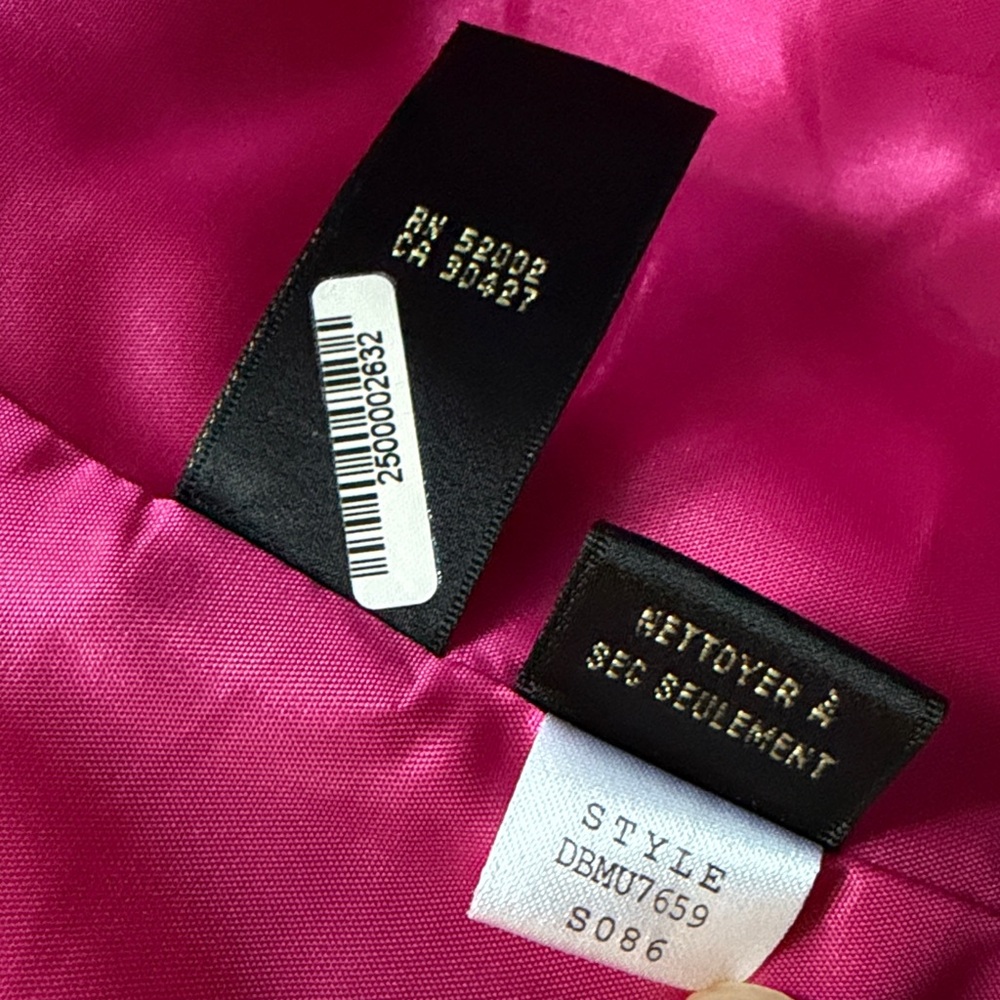 RN 52002
CA 30427
2500002632
NETTOYER À
SEC SEULEMENT
STYLE
DBMU7659
S086